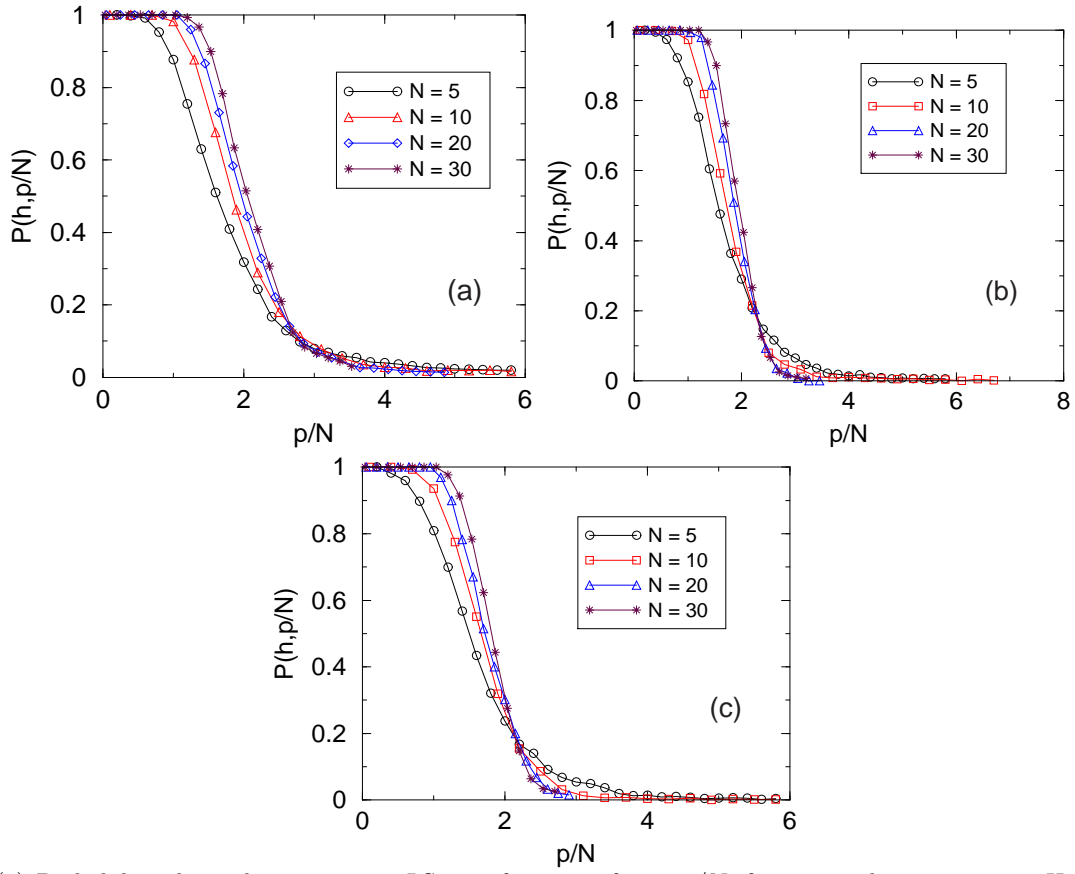 1
0.8
0.6
0.4
0.2
0
0 2 4 6
P(h,p/N)
p/N
N = 5
N = 10
N = 20
N = 30
(a)
1
0.8
0.6
0.4
0.2
0
0 2 4 6 8
P(h,p/N)
p/N
N = 5
N = 10
N = 20
N = 30
(b)
1
0.8
0.6
0.4
0.2
0
0 2 4 6
P(h,p/N)
p/N
N = 5
N = 10
N = 20
N = 30
(c)